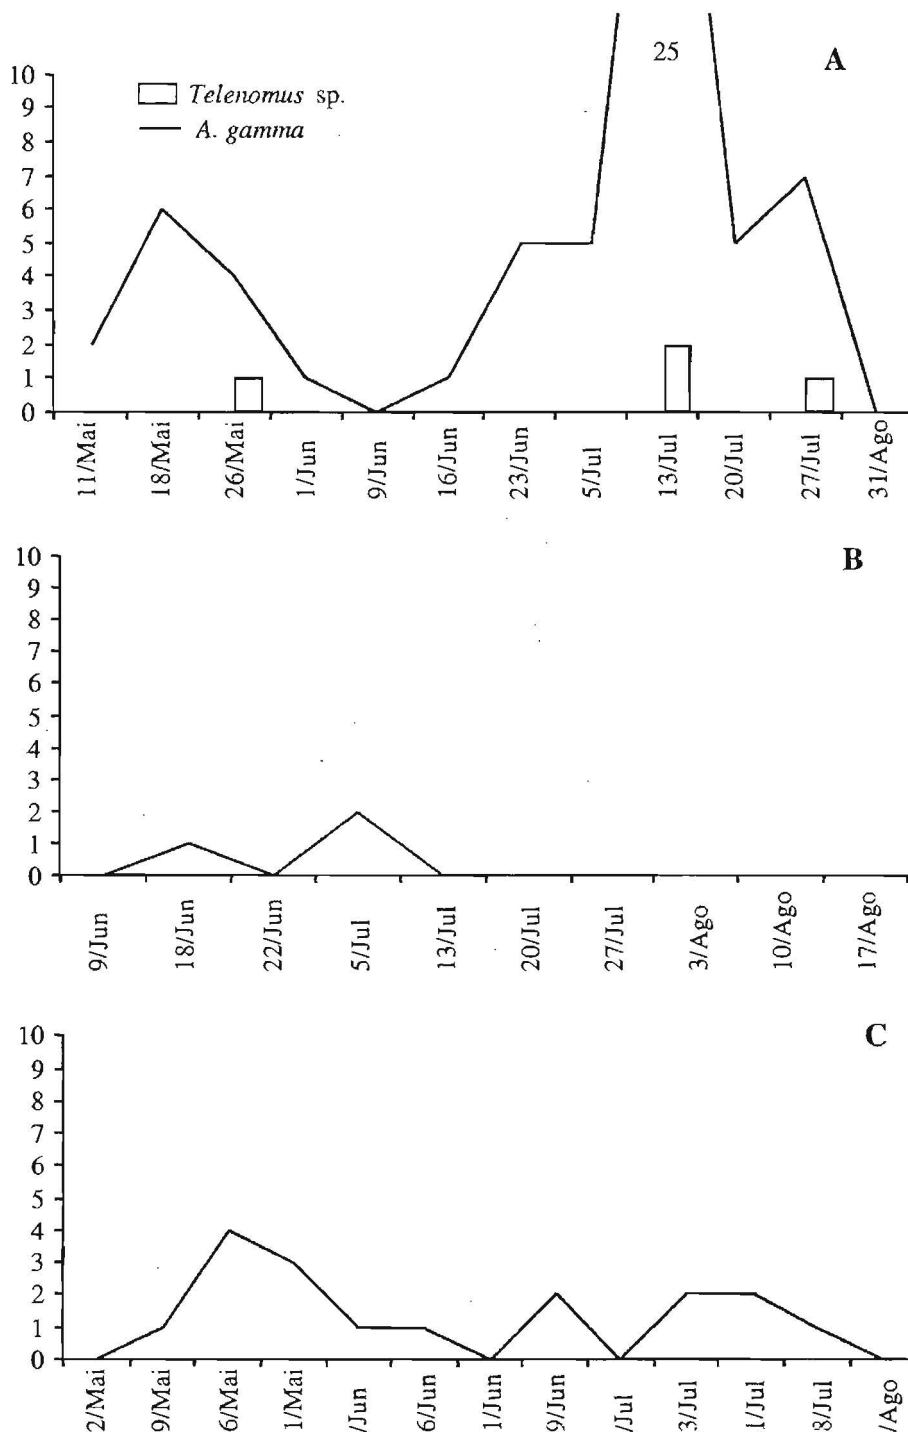 25
A
10
9
8
7
6
5
4
3
2
1
0
Telenomus sp.
A. gamma
11/Mai
18/Mai
26/Mai
1/Jun
9/Jun
16/Jun
23/Jun
5/Jul
13/Jul
20/Jul
27/Jul
31/Ago
B
10
9
8
7
6
5
4
3
2
1
0
9/Jun
18/Jun
22/Jun
5/Jul
13/Jul
20/Jul
27/Jul
3/Ago
10/Ago
17/Ago
C
10
9
8
7
6
5
4
3
2
1
0
2/Mai
9/Mai
6/Mai
1/Mai
/Jun
6/Jun
1/Jun
9/Jun
/Jul
3/Jul
1/Jul
8/Jul
/Ago